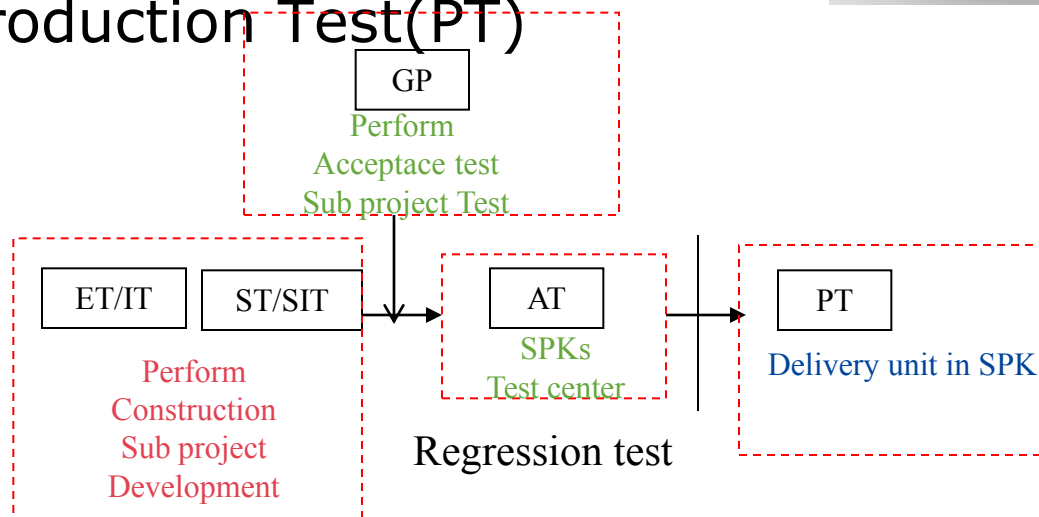 roduction Test(PT)
GP
Perform
Acceptace test
Sub project Test
ET/IT
ST/SIT
Perform
Construction
Sub project
Development
AT
SPKs
Test center
Regression test
PT
Delivery unit in SPK